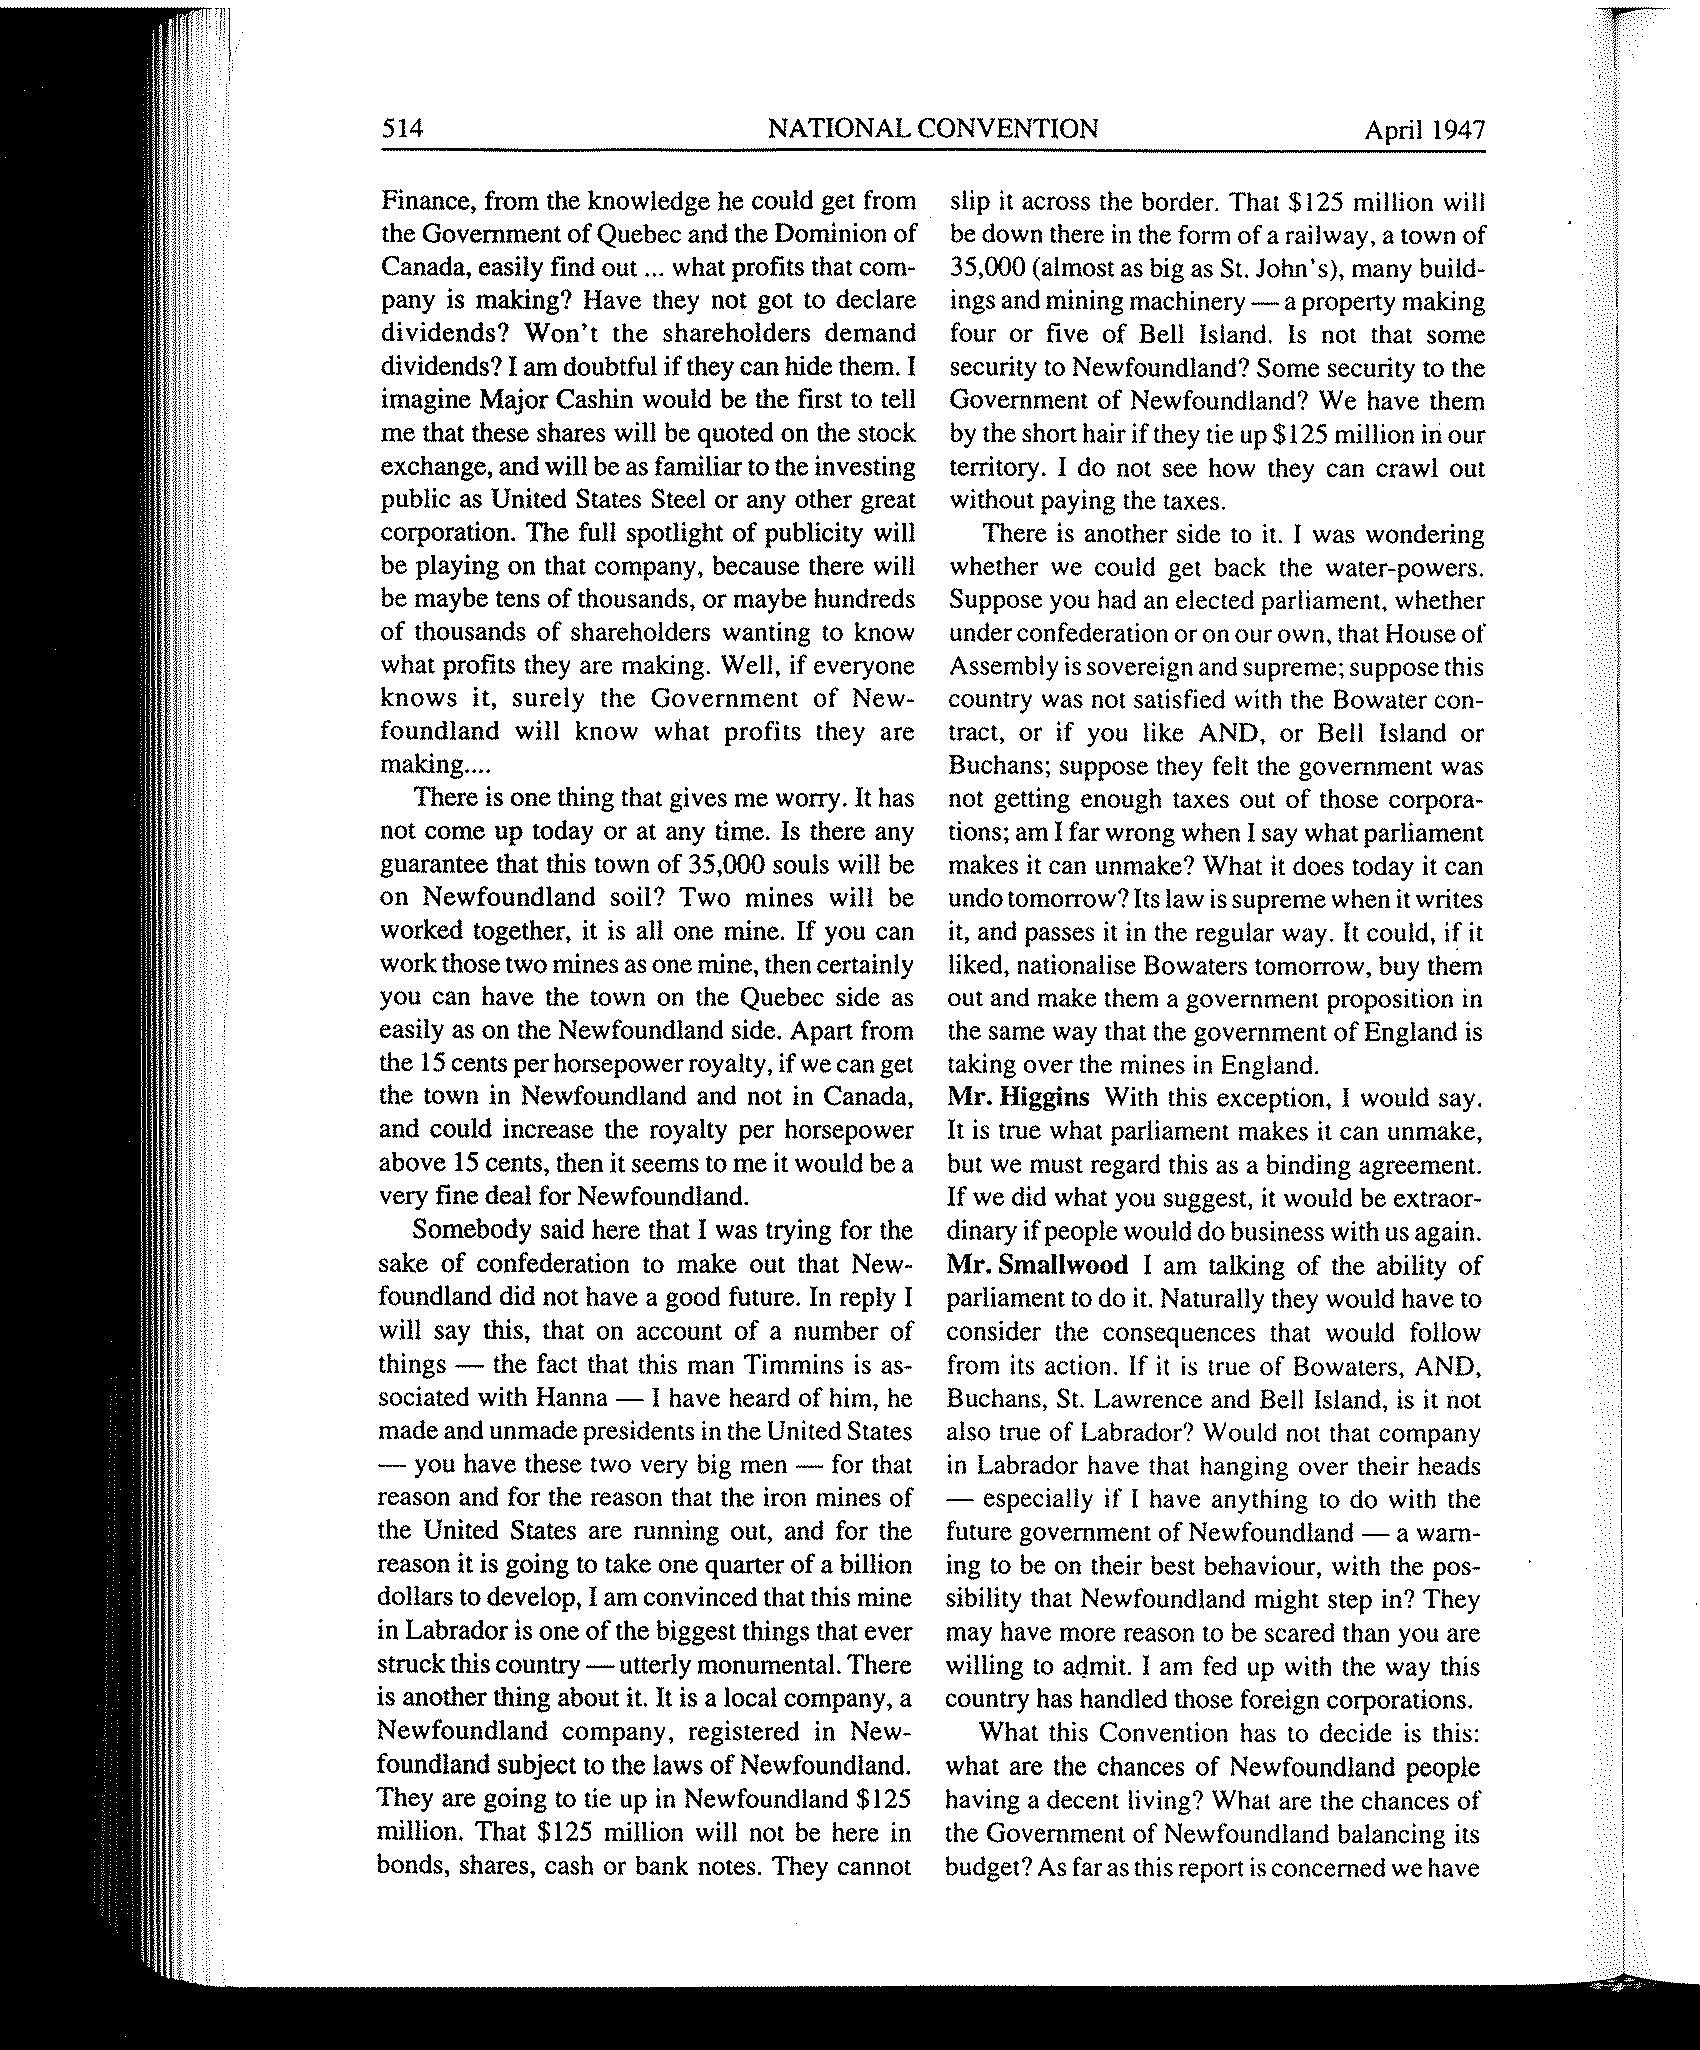 514 NATIONAL CONVENTION April 1947
Finance, from the knowledge he could get from
the Government of Quebec and the Dominion of
Canada, easily find out ... what profits that com-
pany is making? Have they not got to declare
dividends? Won't the shareholders demand
dividends? I am doubtful if they can hide them. I
imagine Major Cashin would be the first to tell
me that these shares will be quoted on the stock
exchange, and will be as familiar to the investing
public as United States Steel or any other great
corporation. The full spotlight of publicity will
be playing on that company, because there will
be maybe tens of thousands, or maybe hundreds
of thousands of shareholders wanting to know
what profits they are making. Well, if everyone
knows it, surely the Government of New-
foundland will know what profits they are
making....
There is one thing that gives me worry. It has
not come up today or at any time. Is there any
guarantee that this town of 35,000 souls will be
on Newfoundland soil? Two mines will be
worked together, it is all one mine. If you can
work those two mines as one mine, then certainly
you can have the town on the Quebec side as
easily as on the Newfoundland side. Apart from
the 15 cents per horsepower royalty, if we can get
the town in Newfoundland and not in Canada,
and could increase the royalty per horsepower
above 15 cents, then it seems to me it would be a
very fine deal for Newfoundland.
Somebody said here that I was trying for the
sake of confederation to make out that New-
foundland did not have a good future. In reply I
will say this, that on account of a number of
things — the fact that this man Timmins is as-
sociated with Hanna — I have heard of him, he
made and unmade presidents in the United States
— you have these two very big men — for that
reason and for the reason that the iron mines of
the United States are running out, and for the
reason it is going to take one quarter of a billion
dollars to develop, I am convinced that this mine
in Labrador is one of the biggest things that ever
struck this country — utterly monumental. There
is another thing about it. It is a local company, a
Newfoundland company, registered in New-
foundland subject to the laws of Newfoundland.
They are going to tie up in Newfoundland $125
million. That $125 million will not be here in
bonds, shares, cash or bank notes. They cannot
slip it across the border. That $125 million will
be down there in the form of a railway, a town of
35,000 (almost as big as St. John's), many build-
ings and mining machinery — a property making
four or five of Bell Island. Is not that some
security to Newfoundland? Some security to the
Government of Newfoundland? We have them
by the short hair if they tie up $125 million in our
territory. I do not see how they can crawl out
without paying the taxes.
There is another side to it. I was wondering
whether we could get back the water-powers.
Suppose you had an elected parliament, whether
under confederation or on our own, that House of
Assembly is sovereign and supreme; suppose this
country was not satisfied with the Bowater con-
tract, or if you like AND, or Bell Island or
Buchans; suppose they felt the government was
not getting enough taxes out of those corpora-
tions; am I far wrong when I say what parliament
makes it can unmake? What it does today it can
undo tomorrow? Its law is supreme when it writes
it, and passes it in the regular way. It could, if it
liked, nationalise Bowaters tomorrow, buy them
out and make them a government proposition in
the same way that the government of England is
taking over the mines in England.
Mr. Higgins With this exception, I would say.
It is true what parliament makes it can unmake,
but we must regard this as a binding agreement.
If we did what you suggest, it would be extraor-
dinary if people would do business with us again.
Mr. Smallwood I am talking of the ability of
parliament to do it. Naturally they would have to
consider the consequences that would follow
from its action. If it is true of Bowaters, AND,
Buchans, St. Lawrence and Bell Island, is it not
also true of Labrador? Would not that company
in Labrador have that hanging over their heads
— especially if I have anything to do with the
future government of Newfoundland — a warn-
ing to be on their best behaviour, with the pos-
sibility that Newfoundland might step in? They
may have more reason to be scared than you are
willing to admit. I am fed up with the way this
country has handled those foreign corporations.
What this Convention has to decide is this:
what are the chances of Newfoundland people
having a decent living? What are the chances of
the Government of Newfoundland balancing its
budget? As far as this report is concerned we have